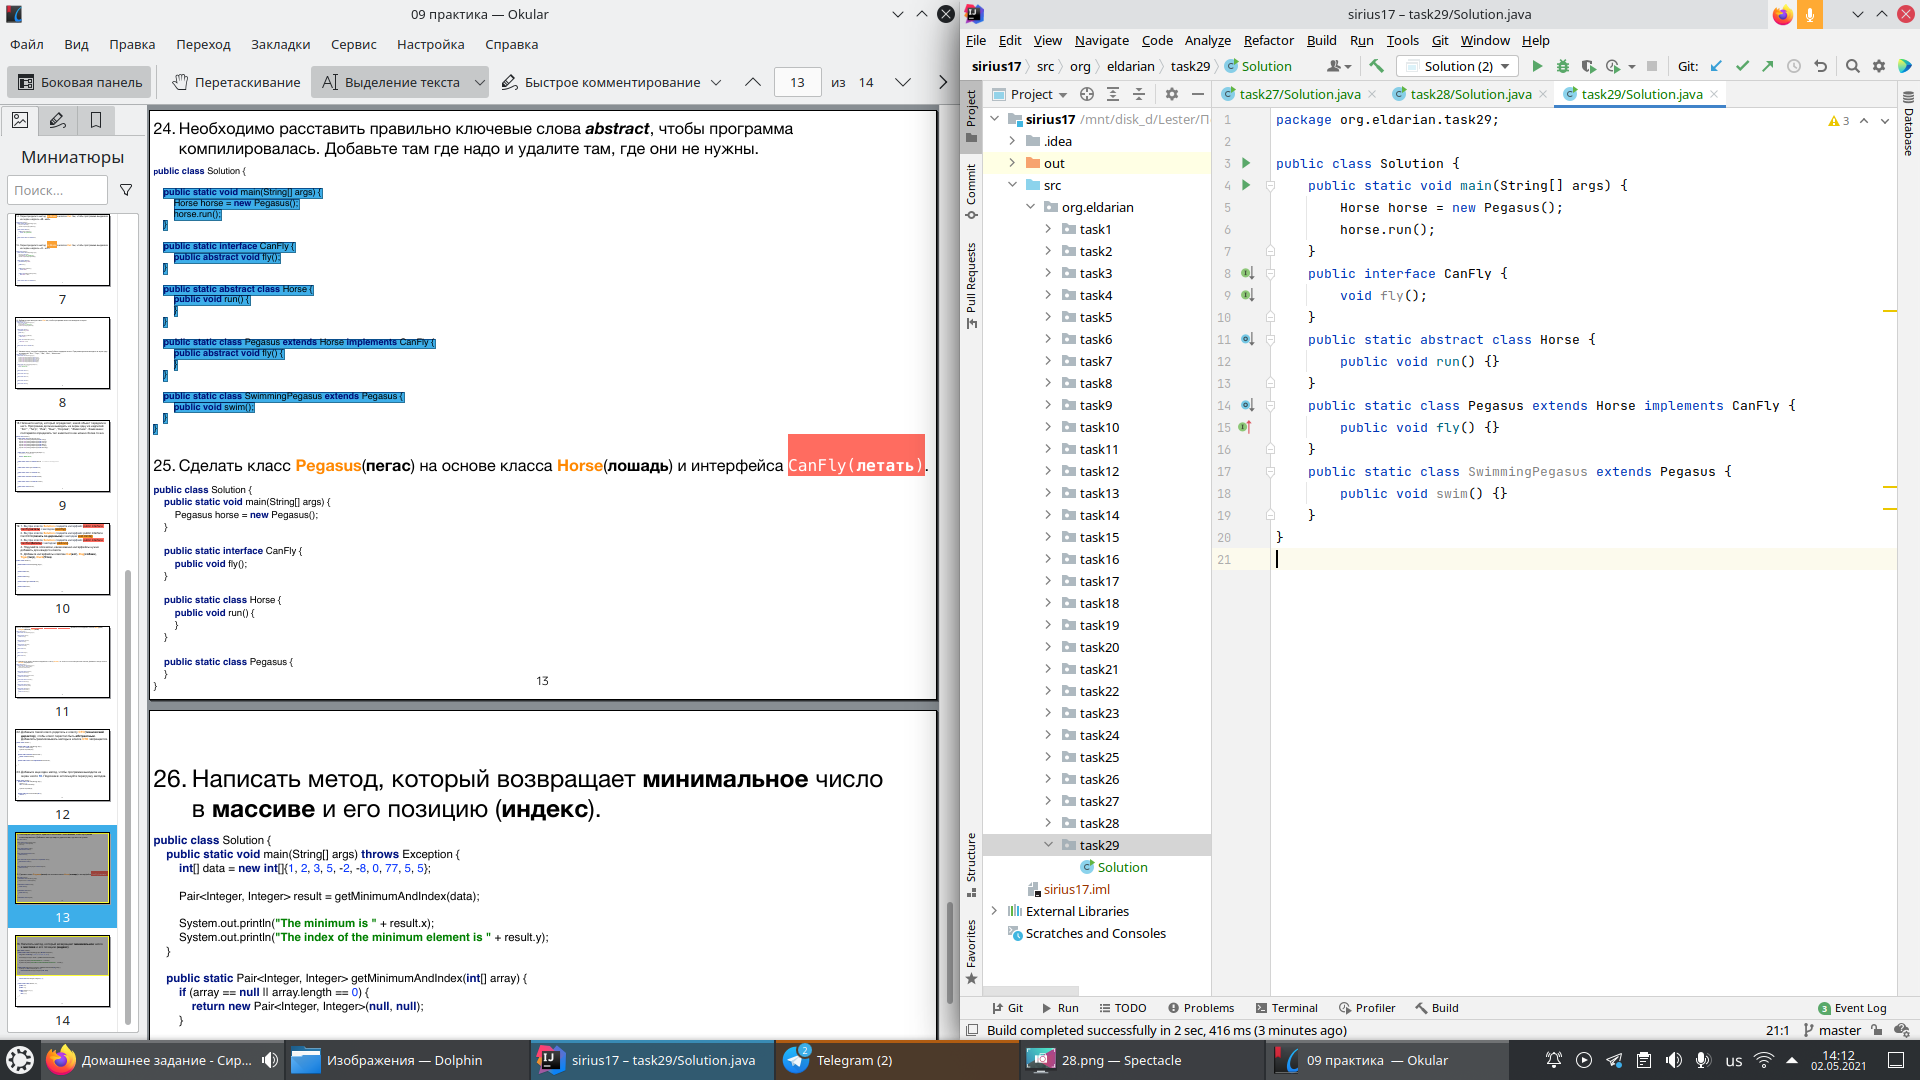 09 практика — Okular
Файл Вид Правка Переход Закладки Сервис Настройка Справка
Боковая панель Перетаскивание Выделение текста Быстрое комментирование 13 из 14
Миниатюры
Поиск...
7
8
9
10
11
12
13
14
24. Необходимо расставить правильно ключевые слова abstract, чтобы программа
компилировалась. Добавьте там где надо и удалите там, где они не нужны.
public class Solution {
public static void main(String[] args) {
Horse horse = new Pegasus();
horse.run();
}
public static interface CanFly {
public abstract void fly();
}
public static abstract class Horse {
public void run() {
}
}
public static class Pegasus extends Horse implements CanFly {
public abstract void fly() {
}
}
public static class SwimmingPegasus extends Pegasus {
public void swim();
}
}
25. Сделать класс Pegasus(пегас) на основе класса Horse(лошадь) и интерфейса CanFly(летать).
public class Solution {
public static void main(String[] args) {
Pegasus horse = new Pegasus();
}
public static interface CanFly {
public void fly();
}
public static class Horse {
public void run() {
}
}
public static class Pegasus {
}
}
13
26. Написать метод, который возвращает минимальное число
в массиве и его позицию (индекс).
public class Solution {
public static void main(String[] args) throws Exception {
int[] data = new int[]{1, 2, 3, 5, -2, -8, 0, 77, 5, 5};
Pair<Integer, Integer> result = getMinimumAndIndex(data);
System.out.println("The minimum is " + result.x);
System.out.println("The index of the minimum element is " + result.y);
}
public static Pair<Integer, Integer> getMinimumAndIndex(int[] array) {
if (array == null || array.length == 0) {
return new Pair<Integer, Integer>(null, null);
}
sirius17 – task29/Solution.java
File Edit View Navigate Code Analyze Refactor Build Run Tools Git Window Help
sirius17 src org eldarian task29 Solution Solution (2) Git:
Project task27/Solution.java task28/Solution.java task29/Solution.java
Project
Commit
Pull Requests
Structure
Favorites
Database
sirius17 /mnt/disk_d/Lester/П
.idea
out
src
org.eldarian
task1
task2
task3
task4
task5
task6
task7
task8
task9
task10
task11
task12
task13
task14
task15
task16
task17
task18
task19
task20
task21
task22
task23
task24
task25
task26
task27
task28
task29
Solution
sirius17.iml
External Libraries
Scratches and Consoles
3
1 package org.eldarian.task29;
2
3 public class Solution {
4 public static void main(String[] args) {
5 Horse horse = new Pegasus();
6 horse.run();
7 }
8 public interface CanFly {
9 void fly();
10 }
11 public static abstract class Horse {
12 public void run() {}
13 }
14 public static class Pegasus extends Horse implements CanFly {
15 public void fly() {}
16 }
17 public static class SwimmingPegasus extends Pegasus {
18 public void swim() {}
19 }
20 }
21
Git Run TODO Problems Terminal Profiler Build 3 Event Log
Build completed successfully in 2 sec, 416 ms (3 minutes ago) 21:1 master
Домашнее задание - Сир... Изображения — Dolphin sirius17 – task29/Solution.java 2 Telegram (2) 28.png — Spectacle 09 практика — Okular us 14:12
02.05.2021